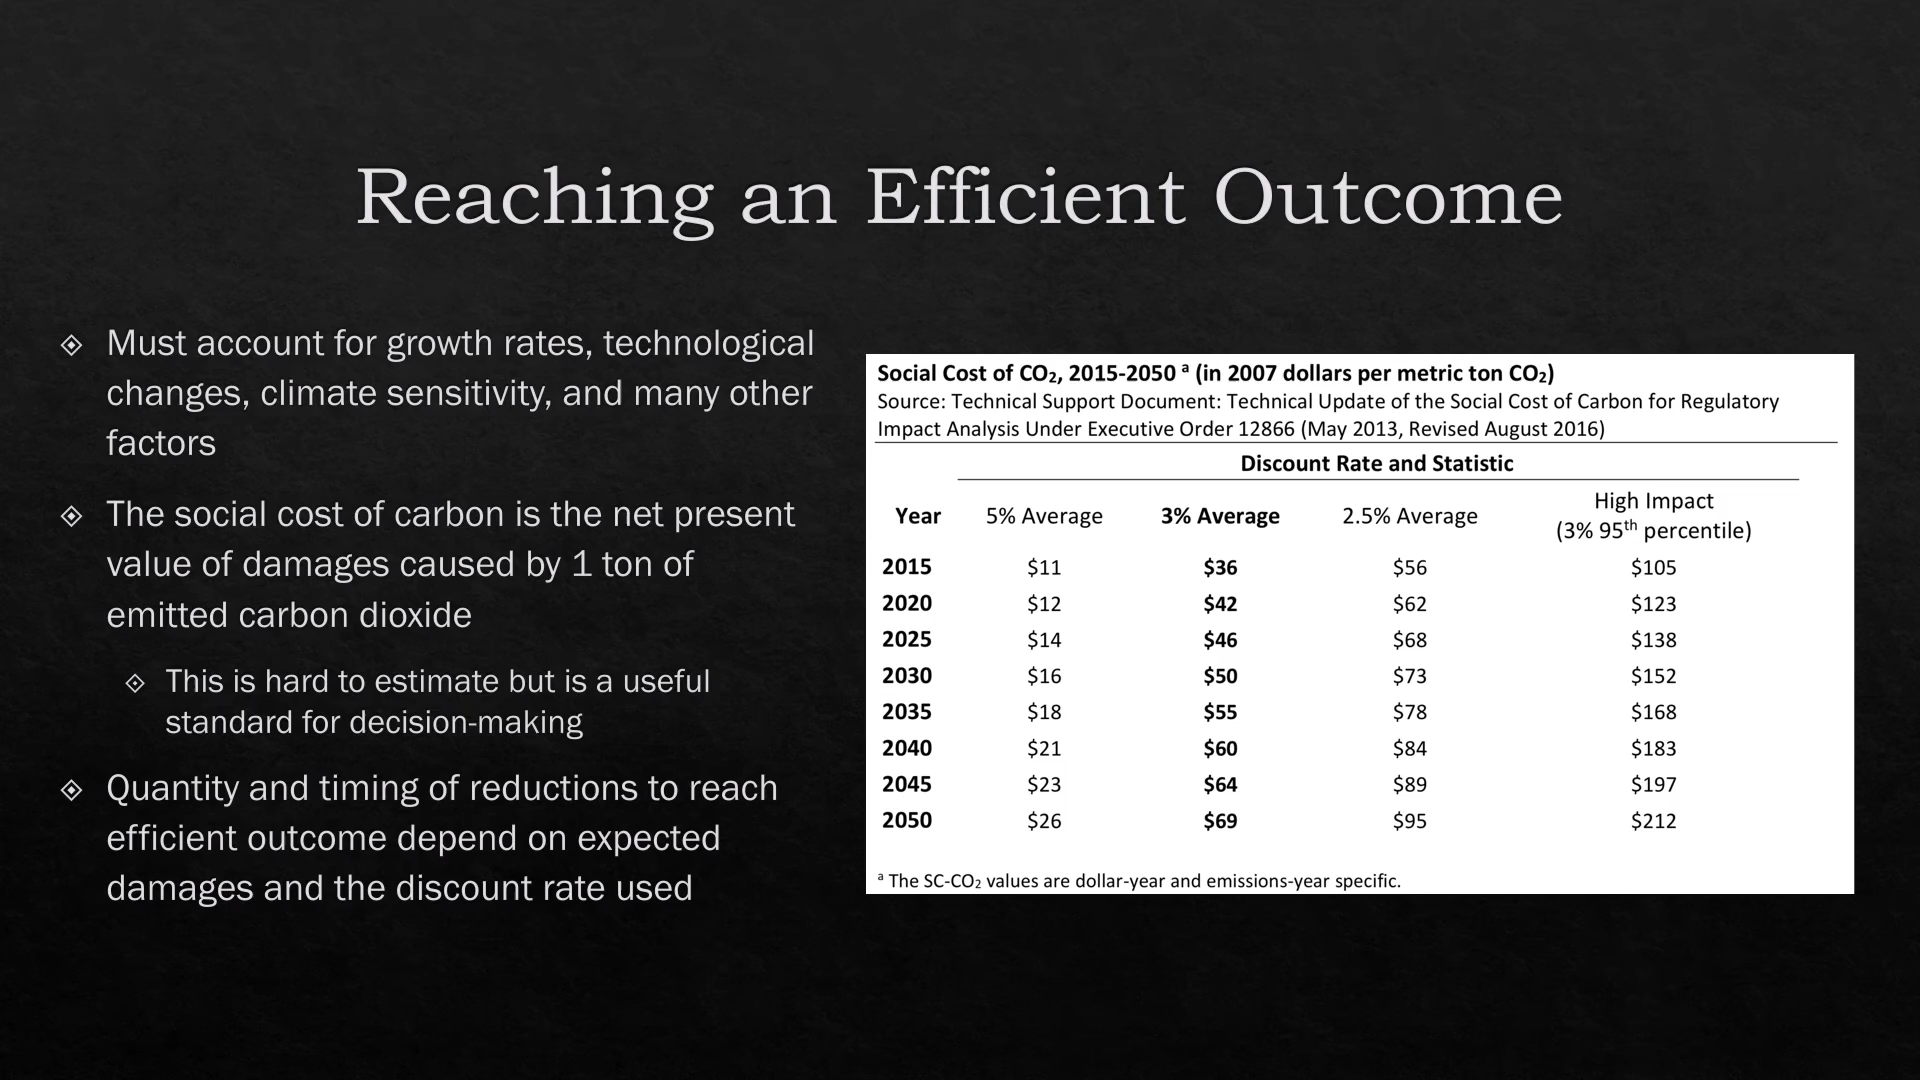 Reaching an Efficient Outcome
Must account for growth rates, technological
changes, climate sensitivity, and many other
factors
The social cost of carbon is the net present
value of damages caused by 1 ton of
emitted carbon dioxide
This is hard to estimate but is a useful
standard for decision-making
Quantity and timing of reductions to reach
efficient outcome depend on expected
damages and the discount rate used
Social Cost of CO₂, 2015-2050 ᵃ (in 2007 dollars per metric ton CO₂)
Source: Technical Support Document: Technical Update of the Social Cost of Carbon for Regulatory
Impact Analysis Under Executive Order 12866 (May 2013, Revised August 2016)
Discount Rate and Statistic
Year 5% Average 3% Average 2.5% Average High Impact
(3% 95ᵗʰ percentile)
2015 $11 $36 $56 $105
2020 $12 $42 $62 $123
2025 $14 $46 $68 $138
2030 $16 $50 $73 $152
2035 $18 $55 $78 $168
2040 $21 $60 $84 $183
2045 $23 $64 $89 $197
2050 $26 $69 $95 $212
ᵃ The SC-CO₂ values are dollar-year and emissions-year specific.